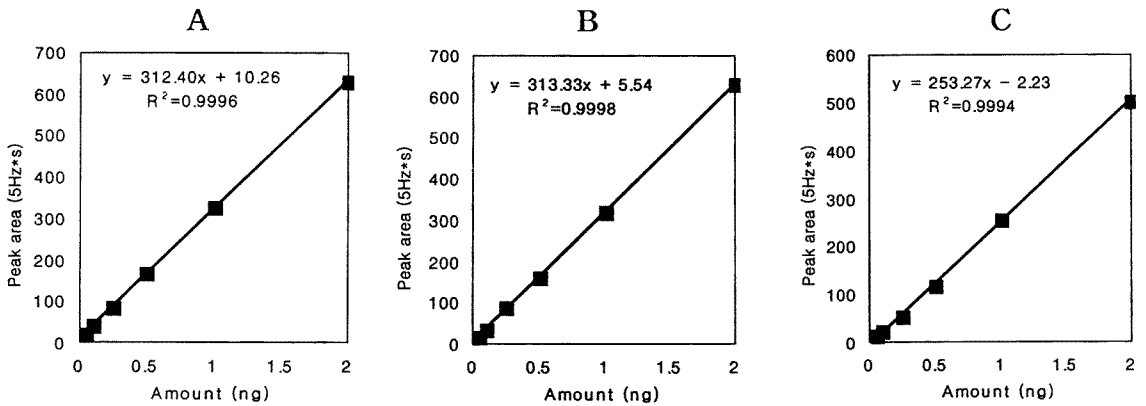 A
700
600
500
400
300
200
100
0
y = 312.40x + 10.26
R²=0.9996
0 0.5 1 1.5 2
Amount (ng)
Peak area (5Hz*s)
B
700
600
500
400
300
200
100
0
y = 313.33x + 5.54
R²=0.9998
0 0.5 1 1.5 2
Amount (ng)
Peak area (5Hz*s)
C
600
500
400
300
200
100
0
y = 253.27x − 2.23
R²=0.9994
0 0.5 1 1.5 2
Amount (ng)
Peak area (5Hz*s)